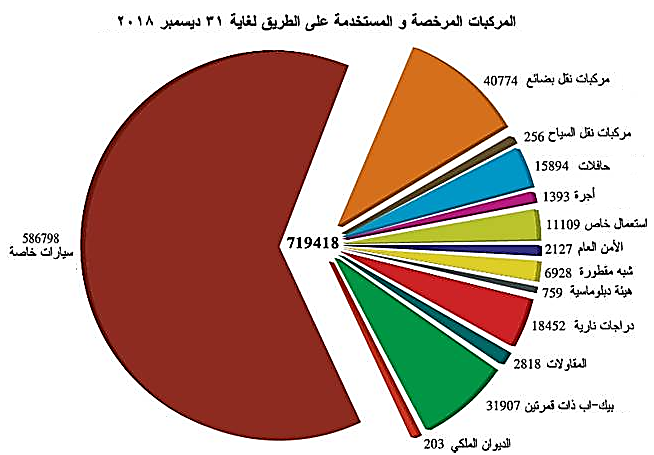 المركبات المرخصة و المستخدمة على الطريق لغاية ٣١ ديسمبر ٢٠١٨
مركبات نقل بضائع 40774
مركبات نقل السياح 256
حافلات 15894
أجرة 1393
استعمال خاص 11109
الأمن العام 2127
شبه مقطورة 6928
هيئة دبلوماسية 759
دراجات نارية 18452
المقاولات 2818
بيك-اب ذات قمرتين 31907
الديوان الملكي 203
719418
586798
سيارات خاصة